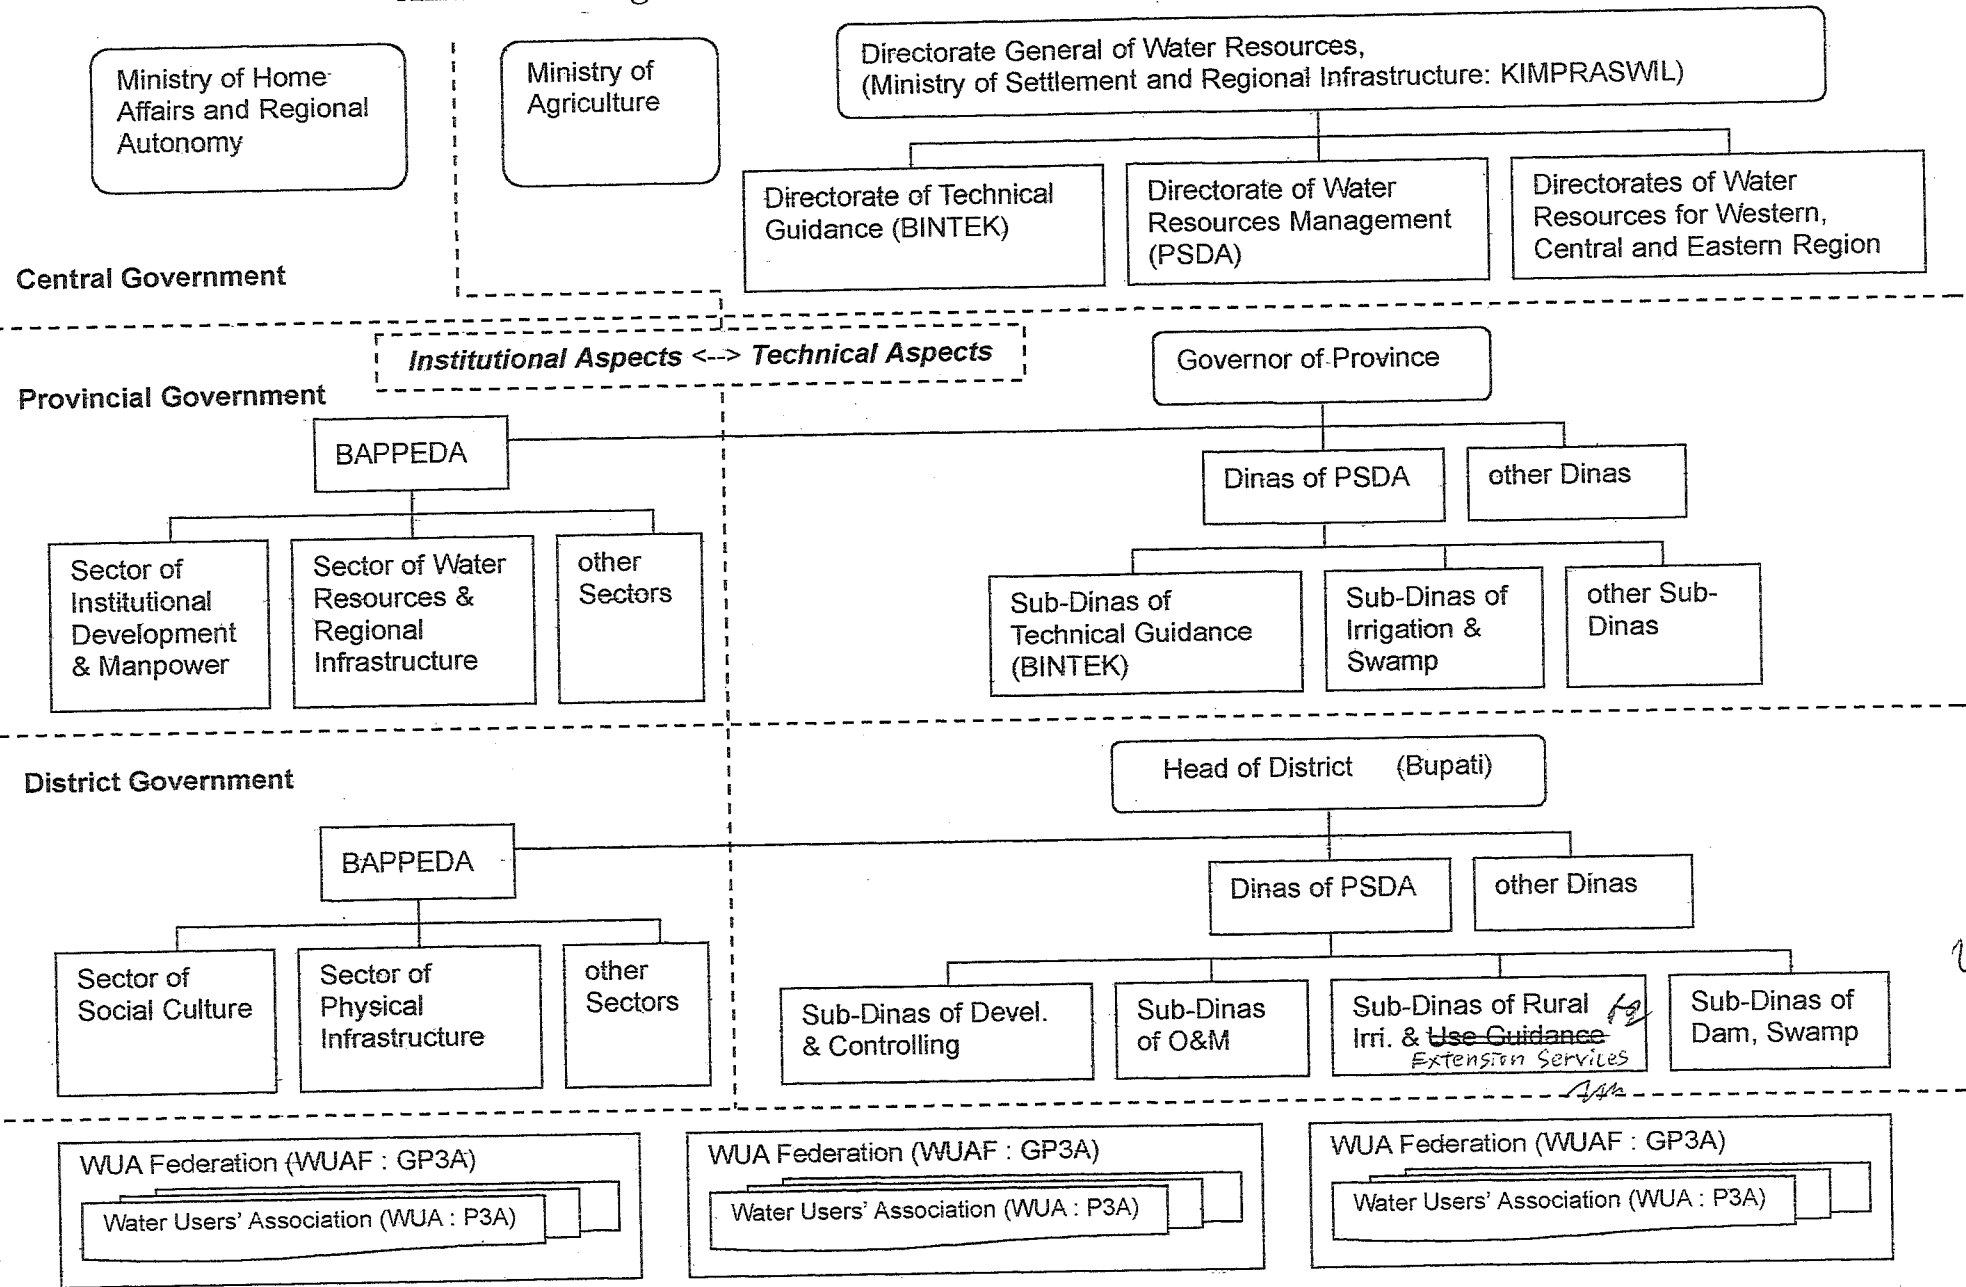 Ministry of Home
Affairs and Regional
Autonomy
Ministry of
Agriculture
Directorate General of Water Resources,
(Ministry of Settlement and Regional Infrastructure: KIMPRASWIL)
Directorate of Technical
Guidance (BINTEK)
Directorate of Water
Resources Management
(PSDA)
Directorates of Water
Resources for Western,
Central and Eastern Region
Central Government
Institutional Aspects <--> Technical Aspects
Provincial Government
Governor of Province
BAPPEDA
Dinas of PSDA
other Dinas
Sector of
Institutional
Development
& Manpower
Sector of Water
Resources &
Regional
Infrastructure
other
Sectors
Sub-Dinas of
Technical Guidance
(BINTEK)
Sub-Dinas of
Irrigation &
Swamp
other Sub-
Dinas
District Government
Head of District (Bupati)
BAPPEDA
Dinas of PSDA
other Dinas
Sector of
Social Culture
Sector of
Physical
Infrastructure
other
Sectors
Sub-Dinas of Devel.
& Controlling
Sub-Dinas
of O&M
Sub-Dinas of Rural
Irri. & Use Guidance
Extension Services
Sub-Dinas of
Dam, Swamp
WUA Federation (WUAF : GP3A)
Water Users' Association (WUA : P3A)
WUA Federation (WUAF : GP3A)
Water Users' Association (WUA : P3A)
WUA Federation (WUAF : GP3A)
Water Users' Association (WUA : P3A)